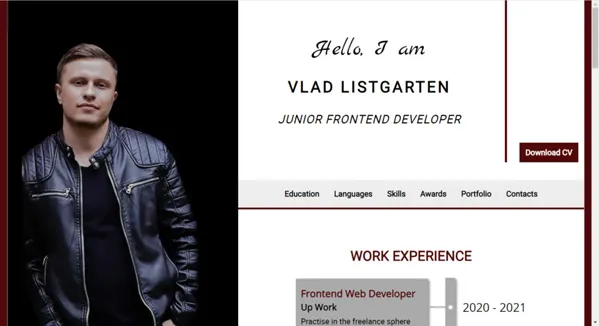 Hello, I am
VLAD LISTGARTEN
JUNIOR FRONTEND DEVELOPER
Download CV
Education Languages Skills Awards Portfolio Contacts
WORK EXPERIENCE
Frontend Web Developer
Up Work
2020 - 2021
Practise in the freelance sphere